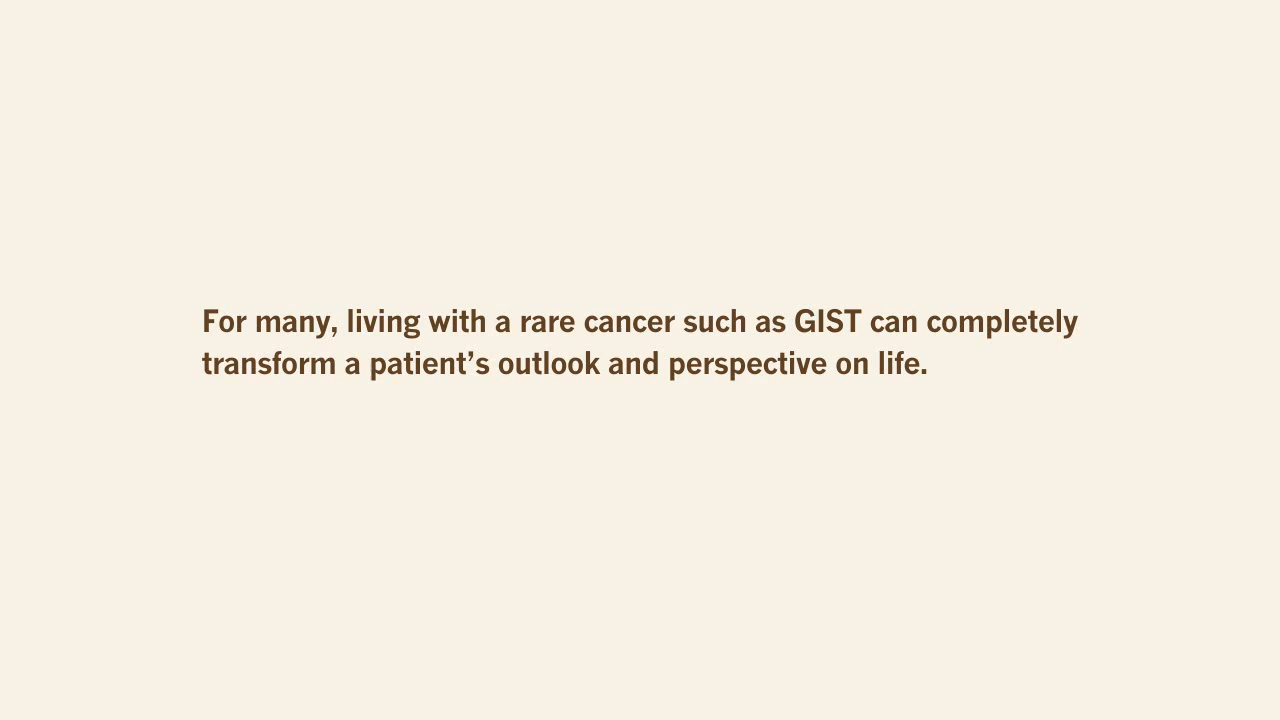 For many, living with a rare cancer such as GIST can completely
transform a patient’s outlook and perspective on life.